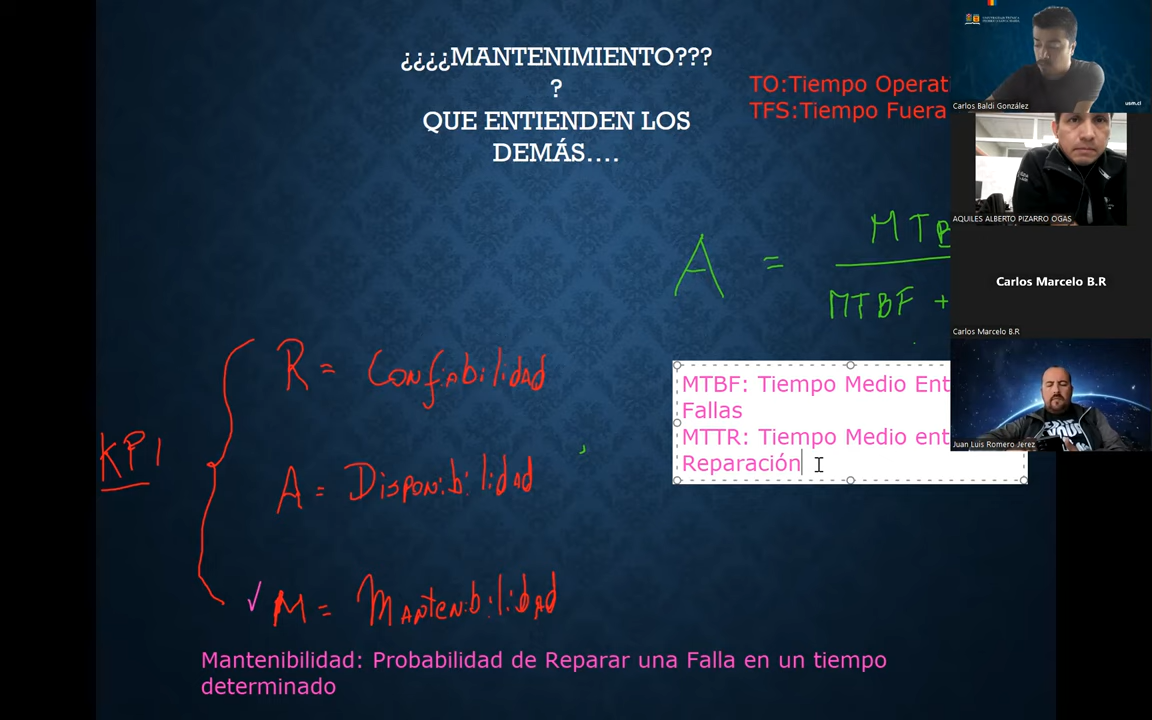 ¿¿¿¿MANTENIMIENTO???
?
QUE ENTIENDEN LOS
DEMÁS....
TO:Tiempo Operat
TFS:Tiempo Fuera
Carlos Baldi González
usm.cl
AQUILES ALBERTO PIZARRO OGAS
Carlos Marcelo B.R
Carlos Marcelo B.R
Juan Luis Romero Jerez
A = MTB
MTBF +
MTBF: Tiempo Medio Ent
Fallas
MTTR: Tiempo Medio ent
Reparación
KPI
R = Confiabilidad
A = Disponibilidad
✓ M = Mantenibilidad
Mantenibilidad: Probabilidad de Reparar una Falla en un tiempo
determinado